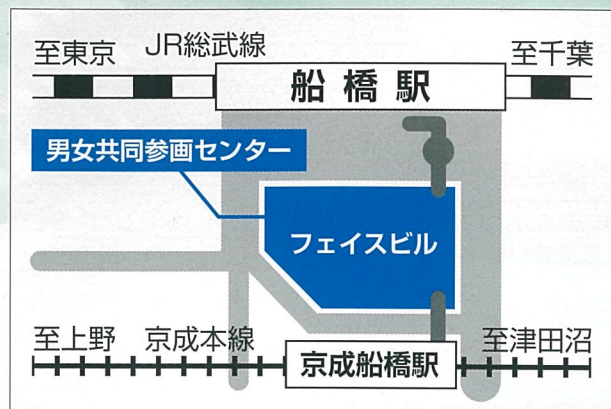 至東京
JR総武線
至千葉
船橋駅
男女共同参画センター
フェイスビル
至上野
京成本線
至津田沼
京成船橋駅